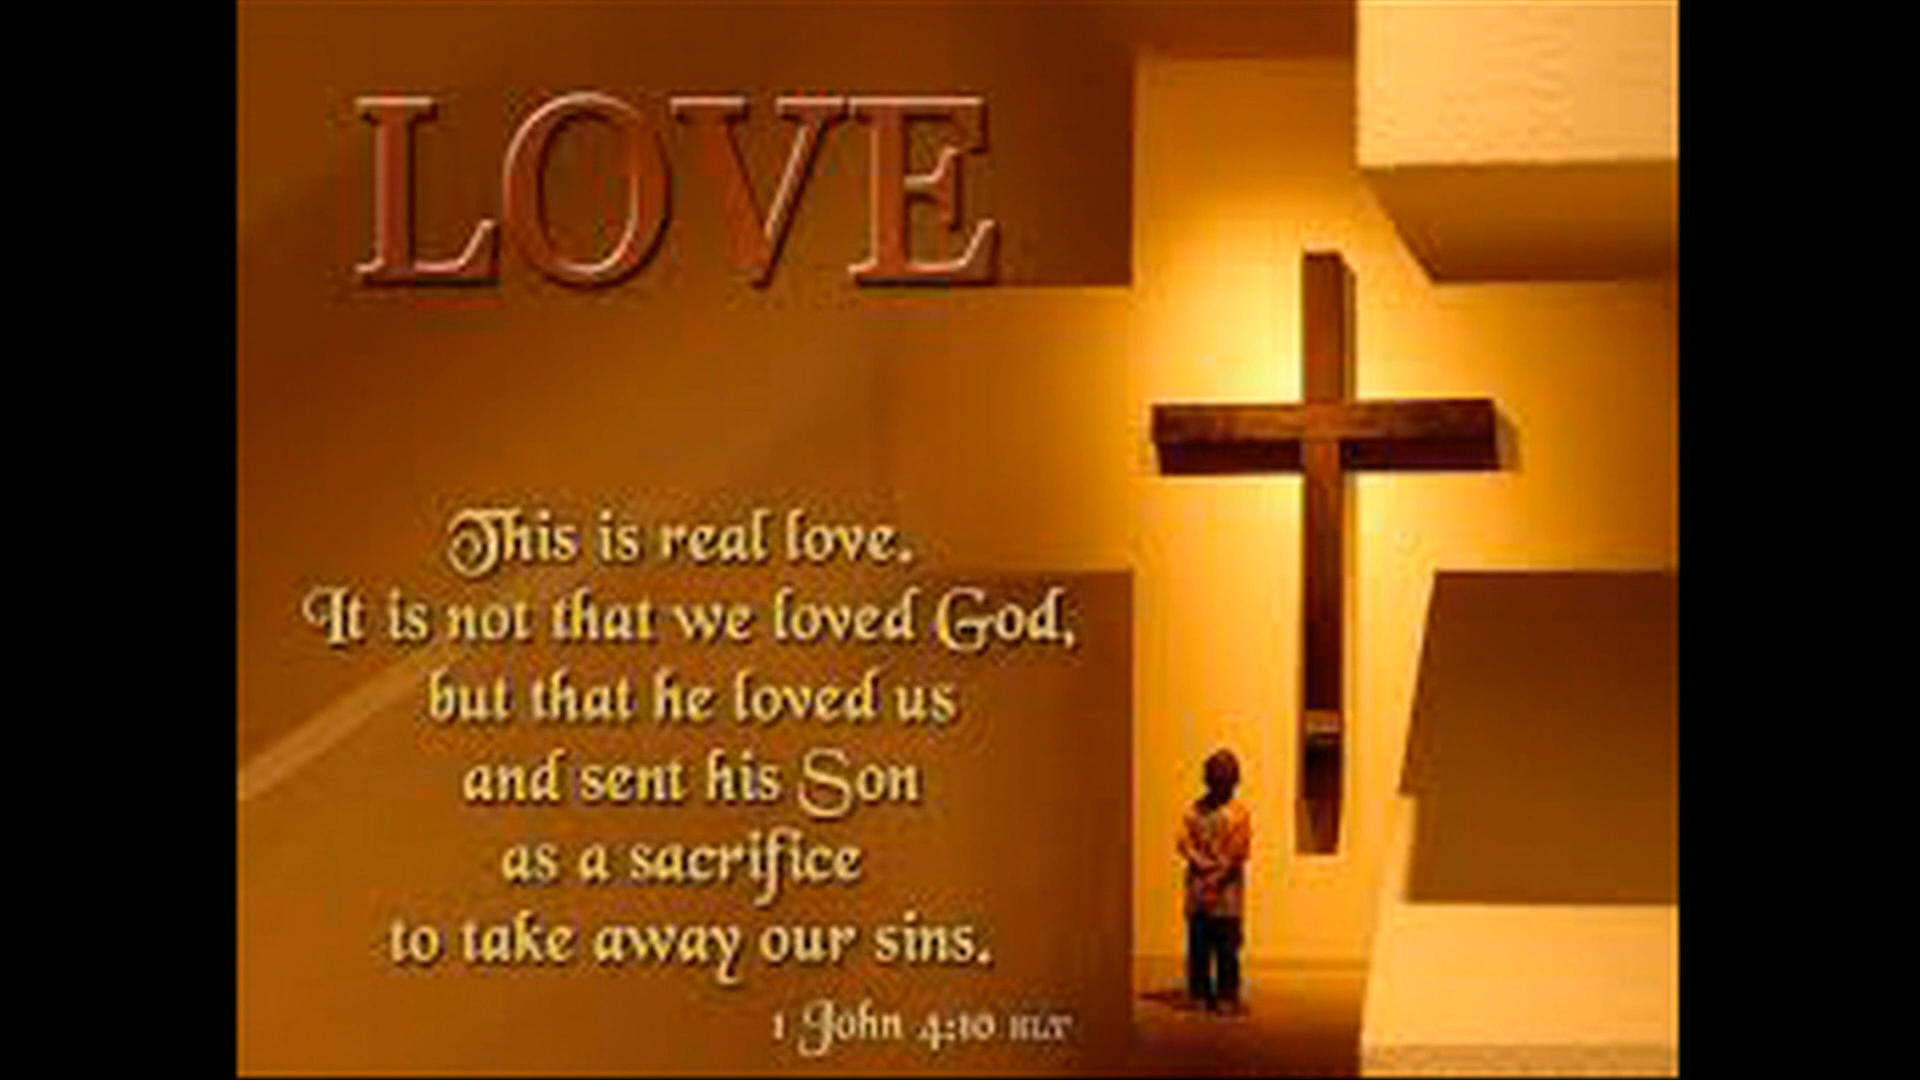 LOVE
This is real love.
It is not that we loved God,
but that he loved us
and sent his Son
as a sacrifice
to take away our sins.
1 John 4:10